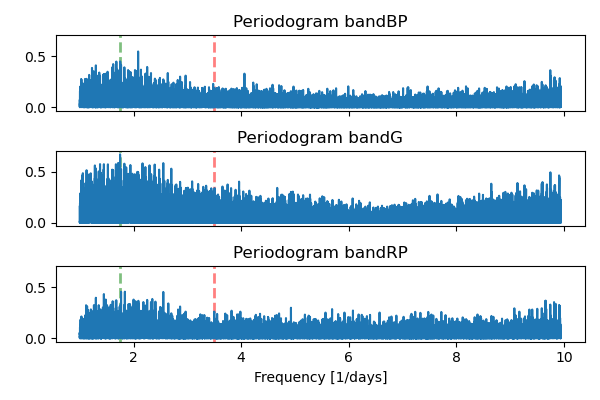 Periodogram bandBP
0.5
0.0
Periodogram bandG
0.5
0.0
Periodogram bandRP
0.5
0.0
2 4 6 8 10
Frequency [1/days]